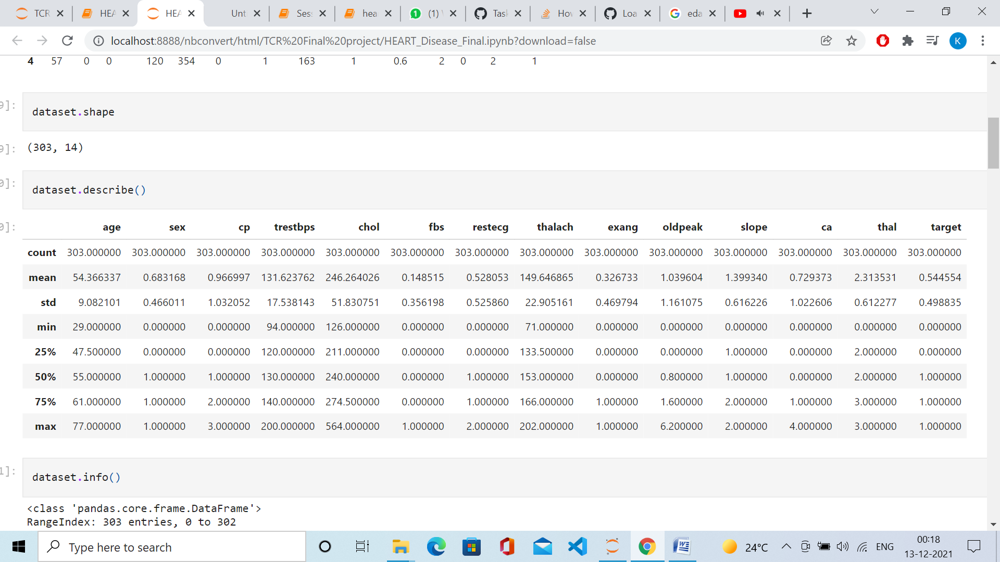 TCR HEA HEA Unt Ses hea (1) Task How Loa eda
localhost:8888/nbconvert/html/TCR%20Final%20project/HEART_Disease_Final.ipynb?download=false K
4 57 0 0 120 354 0 1 163 1 0.6 2 0 2 1
9]:
dataset.shape
9]: (303, 14)
0]:
dataset.describe()
0]: age sex cp trestbps chol fbs restecg thalach exang oldpeak slope ca thal target
count 303.000000 303.000000 303.000000 303.000000 303.000000 303.000000 303.000000 303.000000 303.000000 303.000000 303.000000 303.000000 303.000000 303.000000
mean 54.366337 0.683168 0.966997 131.623762 246.264026 0.148515 0.528053 149.646865 0.326733 1.039604 1.399340 0.729373 2.313531 0.544554
std 9.082101 0.466011 1.032052 17.538143 51.830751 0.356198 0.525860 22.905161 0.469794 1.161075 0.616226 1.022606 0.612277 0.498835
min 29.000000 0.000000 0.000000 94.000000 126.000000 0.000000 0.000000 71.000000 0.000000 0.000000 0.000000 0.000000 0.000000 0.000000
25% 47.500000 0.000000 0.000000 120.000000 211.000000 0.000000 0.000000 133.500000 0.000000 0.000000 1.000000 0.000000 2.000000 0.000000
50% 55.000000 1.000000 1.000000 130.000000 240.000000 0.000000 1.000000 153.000000 0.000000 0.800000 1.000000 0.000000 2.000000 1.000000
75% 61.000000 1.000000 2.000000 140.000000 274.500000 0.000000 1.000000 166.000000 1.000000 1.600000 2.000000 1.000000 3.000000 1.000000
max 77.000000 1.000000 3.000000 200.000000 564.000000 1.000000 2.000000 202.000000 1.000000 6.200000 2.000000 4.000000 3.000000 1.000000
1]:
dataset.info()
<class 'pandas.core.frame.DataFrame'>
RangeIndex: 303 entries, 0 to 302
Type here to search
24°C
ENG
00:18
13-12-2021